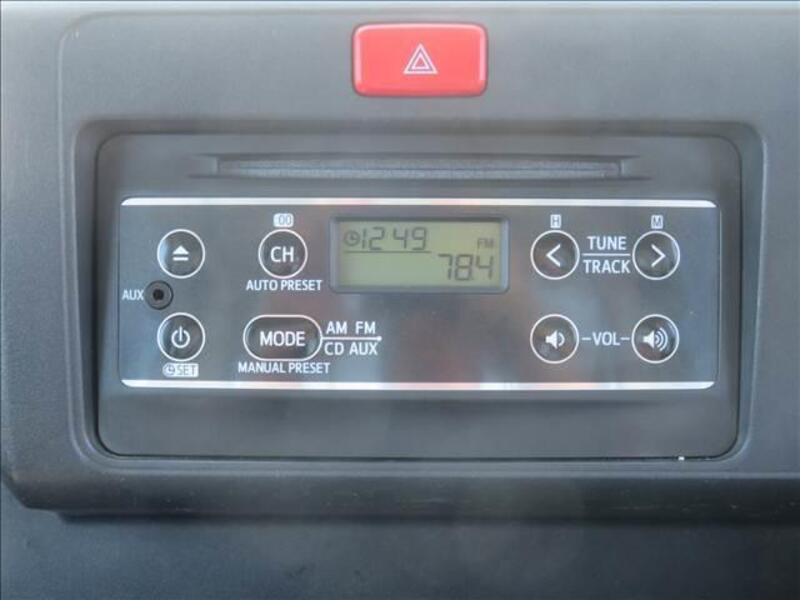 :00
H
M
CH
12:49
FM
78.4
<
TUNE
TRACK
>
AUTO PRESET
AUX
MODE
AM FM
CD AUX
-VOL-
SET
MANUAL PRESET